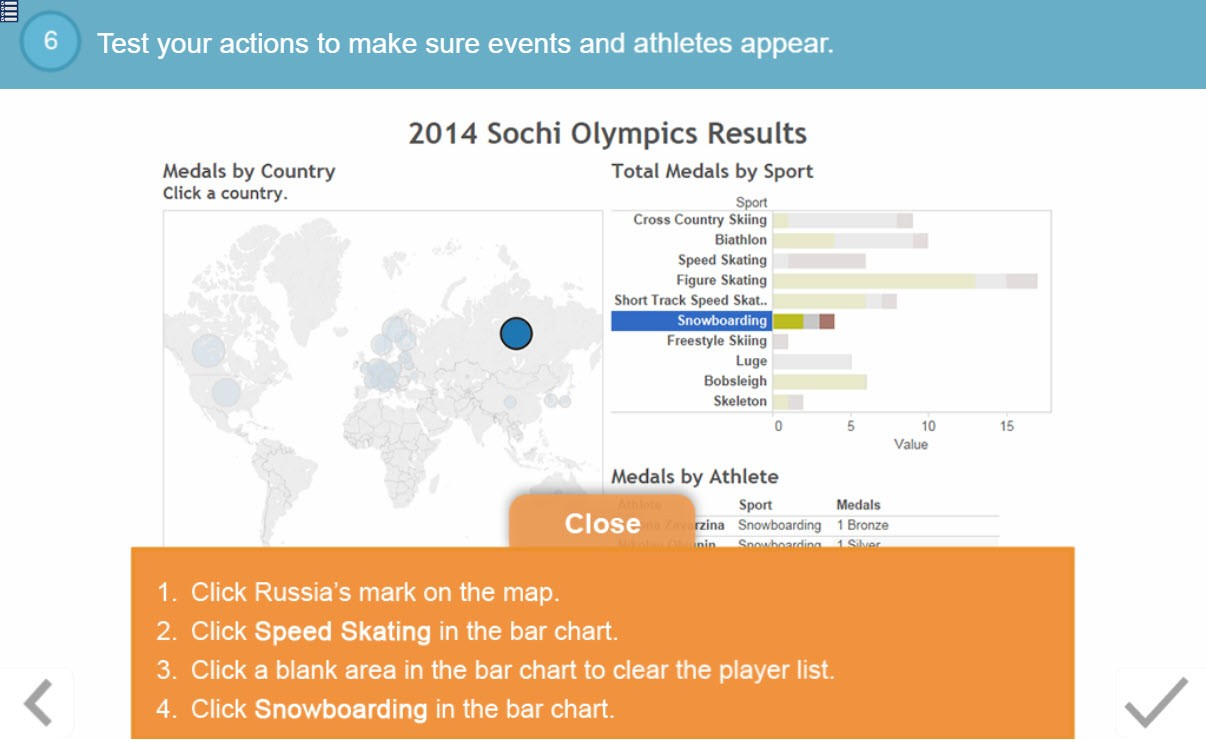 6
Test your actions to make sure events and athletes appear.
2014 Sochi Olympics Results
Medals by Country
Click a country.
Total Medals by Sport
Sport
Cross Country Skiing
Biathlon
Speed Skating
Figure Skating
Short Track Speed Skat..
Snowboarding
Freestyle Skiing
Luge
Bobsleigh
Skeleton
0 5 10 15
Value
Medals by Athlete
Athlete Sport Medals
Snowboarding 1 Bronze
Snowboarding 1 Silver
Close
1. Click Russia’s mark on the map.
2. Click Speed Skating in the bar chart.
3. Click a blank area in the bar chart to clear the player list.
4. Click Snowboarding in the bar chart.